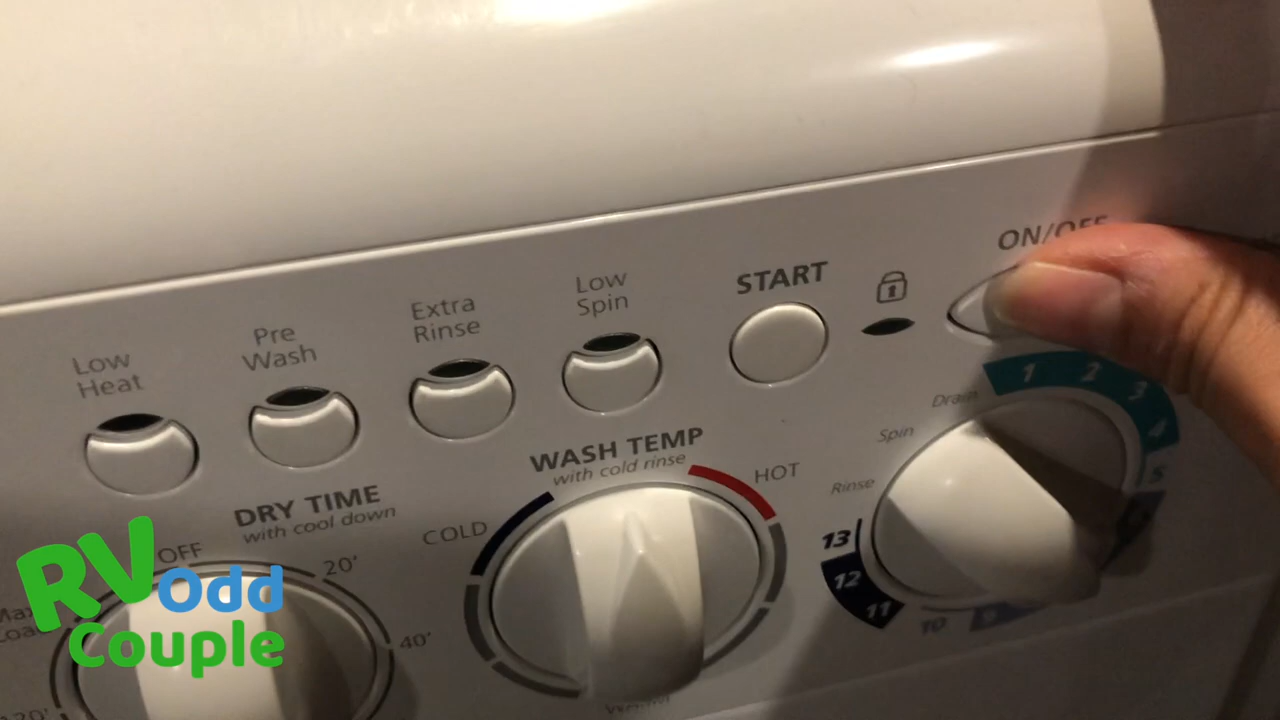 ON/OFF
START
Low
Spin
Extra
Rinse
Pre
Wash
Low
Heat
WASH TEMP
with cold rinse
COLD
HOT
DRY TIME
with cool down
OFF
20'
40'
Drain
Spin
Rinse
1
2
3
4
5
13
12
11
10
9
RV
Odd
Couple